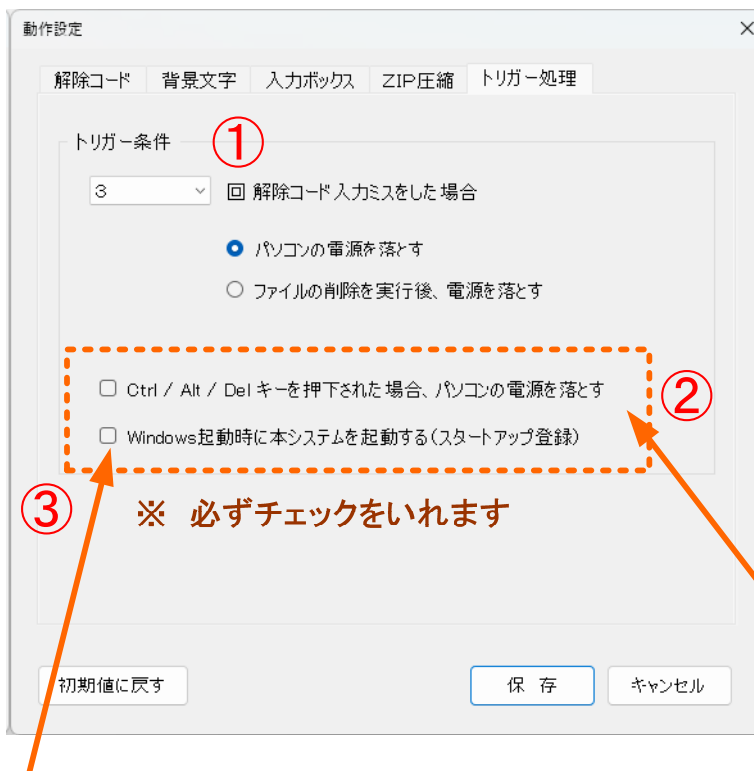 動作設定
解除コード 背景文字 入力ボックス ZIP圧縮 トリガー処理
トリガー条件 ①
3 回 解除コード入力ミスをした場合
パソコンの電源を落とす
ファイルの削除を実行後、電源を落とす
②
Ctrl / Alt / Del キーを押下された場合、パソコンの電源を落とす
Windows起動時に本システムを起動する(スタートアップ登録)
③
※ 必ずチェックをいれます
初期値に戻す 保 存 キャンセル